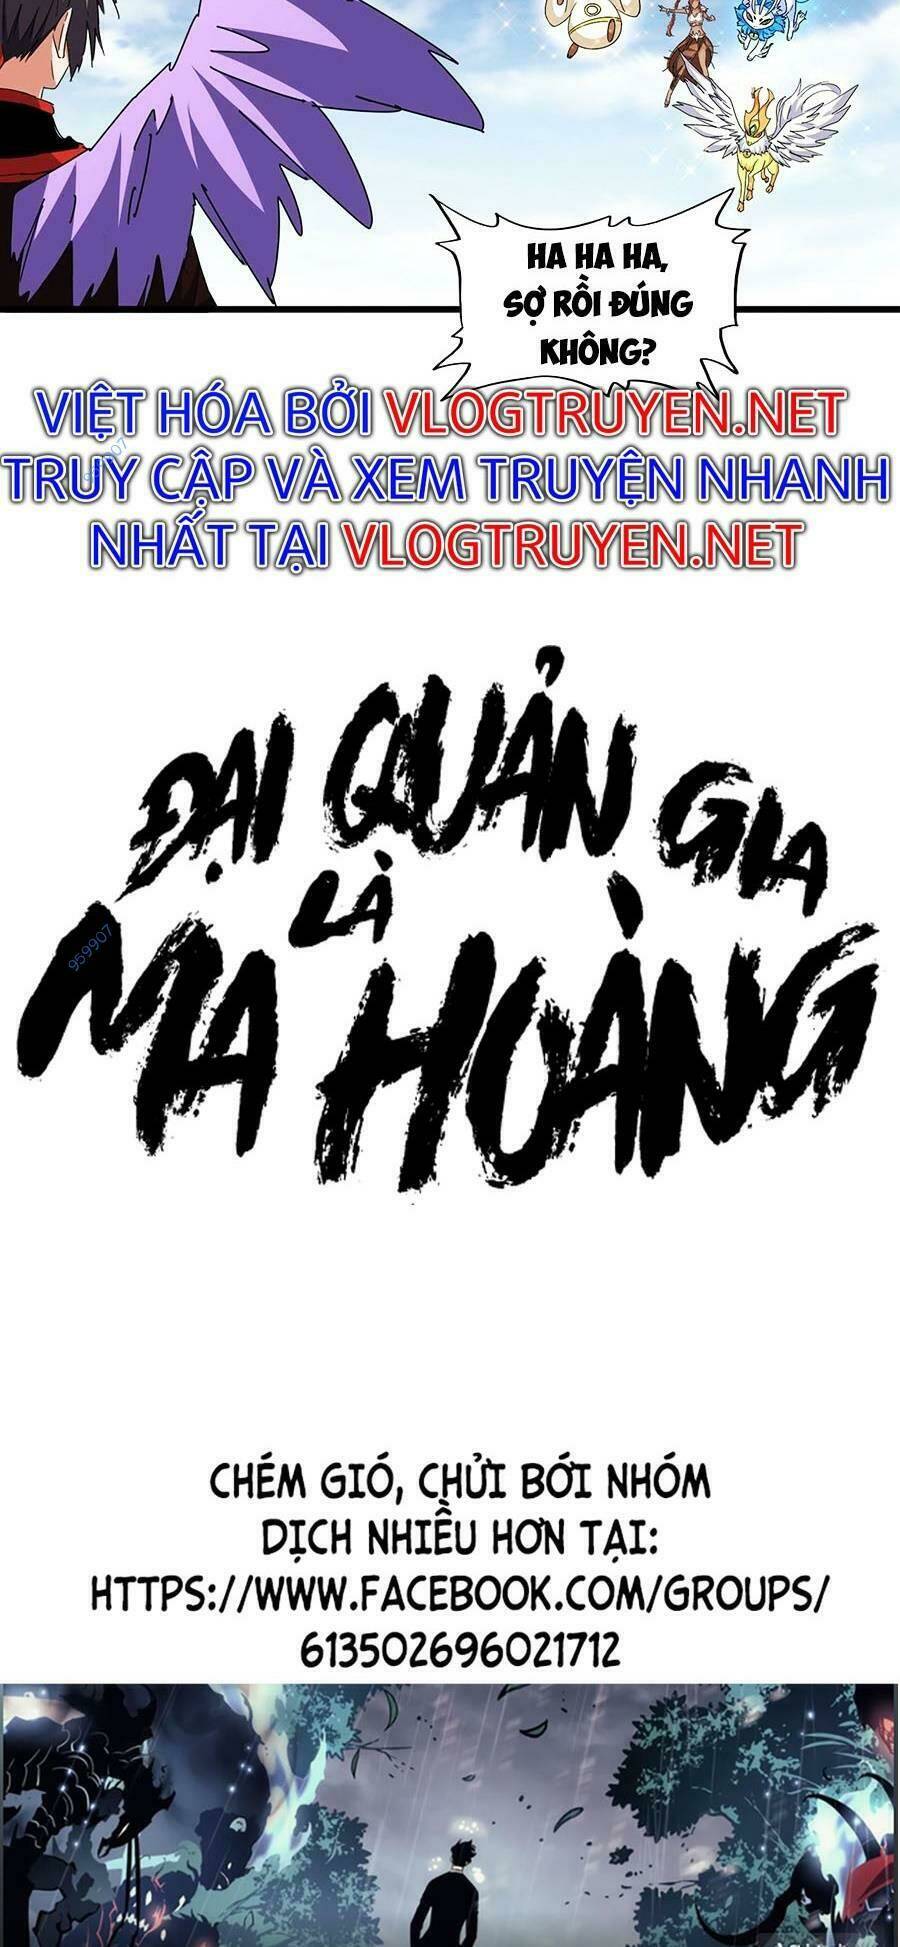 HA HA HA,
SỢ RỒI ĐÚNG
KHÔNG?
VIỆT HÓA BỞI VLOGTRUYEN.NET
TRUY CẬP VÀ XEM TRUYỆN NHANH
959907
NHẤT TẠI VLOGTRUYEN.NET
ĐẠI QUẢN GIA
LÀ
MA HOÀNG
959907
CHÉM GIÓ, CHỬI BỚI NHÓM
DỊCH NHIỀU HƠN TẠI:
HTTPS://WWW.FACEBOOK.COM/GROUPS/
613502696021712